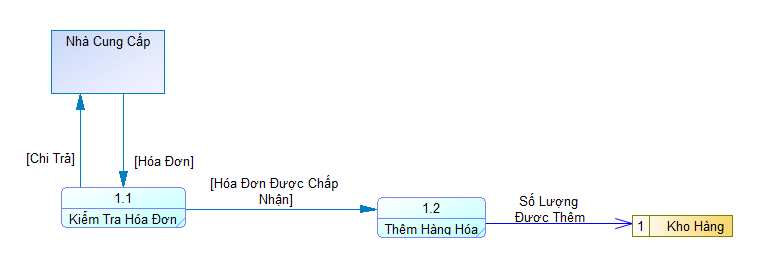 Nhà Cung Cấp
[Chi Trả]
[Hóa Đơn]
[Hóa Đơn Được Chấp
Nhận]
1.1
Kiểm Tra Hóa Đơn
1.2
Thêm Hàng Hóa
Số Lượng
Được Thêm
1 Kho Hàng